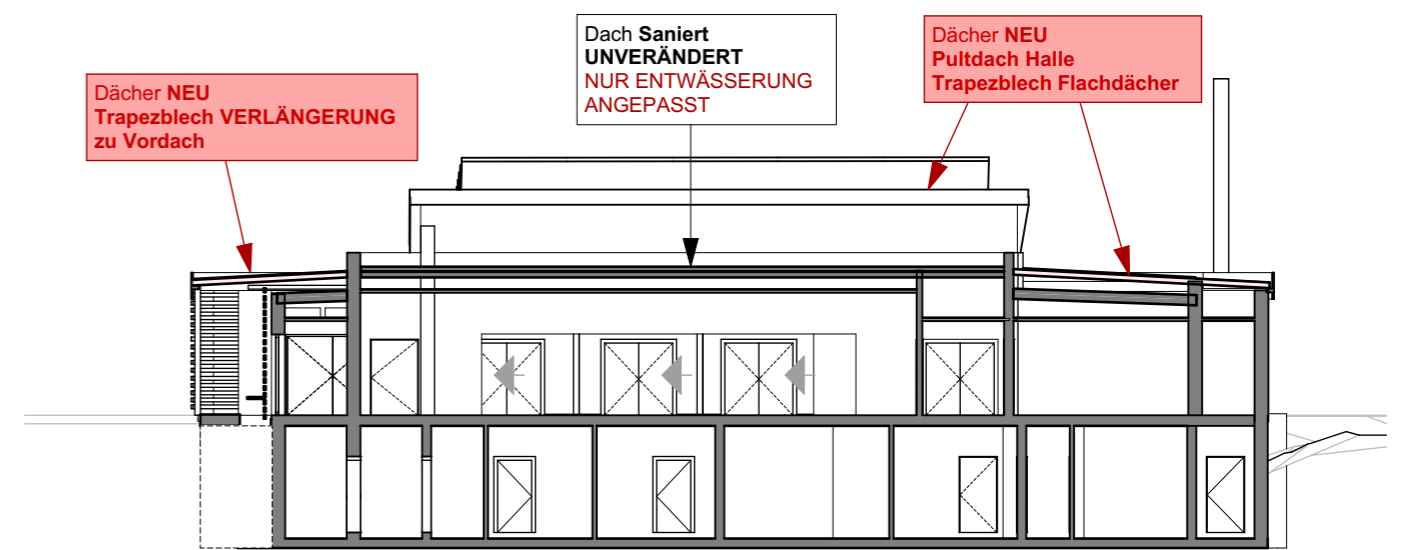 Dächer NEU
Trapezblech VERLÄNGERUNG
zu Vordach
Dach Saniert
UNVERÄNDERT
NUR ENTWÄSSERUNG
ANGEPASST
Dächer NEU
Pultdach Halle
Trapezblech Flachdächer